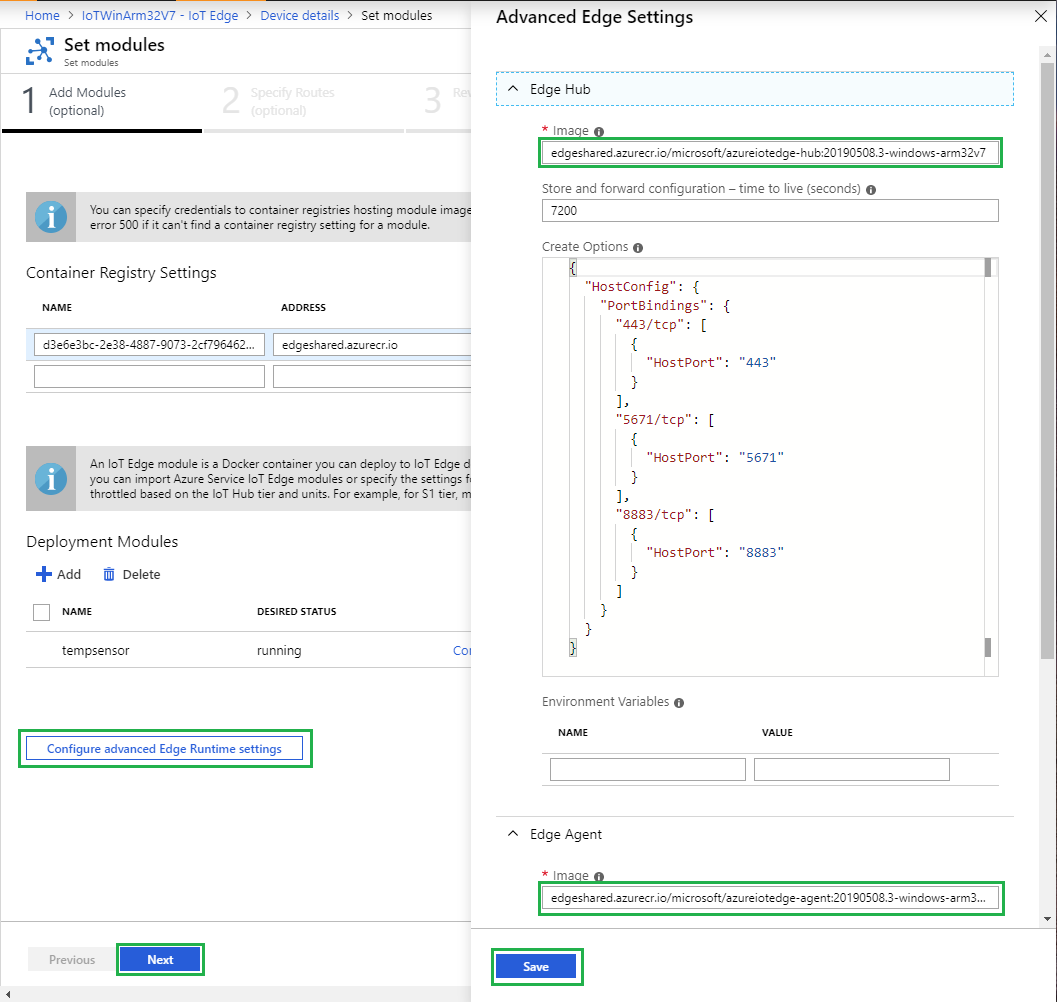 Home > IoTWinArm32V7 - IoT Edge > Device details > Set modules
Set modules
Set modules
1 Add Modules
(optional)
2 Specify Routes
(optional)
3 Rev
You can specify credentials to container registries hosting module image
error 500 if it can't find a container registry setting for a module.
Container Registry Settings
NAME ADDRESS
d3e6e3bc-2e38-4887-9073-2cf796462... edgeshared.azurecr.io
An IoT Edge module is a Docker container you can deploy to IoT Edge d
you can import Azure Service IoT Edge modules or specify the settings f
throttled based on the IoT Hub tier and units. For example, for S1 tier, m
Deployment Modules
Add Delete
NAME DESIRED STATUS
tempsensor running Con
Configure advanced Edge Runtime settings
Previous Next
Advanced Edge Settings
Edge Hub
* Image
edgeshared.azurecr.io/microsoft/azureiotedge-hub:20190508.3-windows-arm32v7
Store and forward configuration – time to live (seconds)
7200
Create Options
{
"HostConfig": {
"PortBindings": {
"443/tcp": [
{
"HostPort": "443"
}
],
"5671/tcp": [
{
"HostPort": "5671"
}
],
"8883/tcp": [
{
"HostPort": "8883"
}
]
}
}
}
Environment Variables
NAME VALUE
Edge Agent
* Image
edgeshared.azurecr.io/microsoft/azureiotedge-agent:20190508.3-windows-arm3...
Save